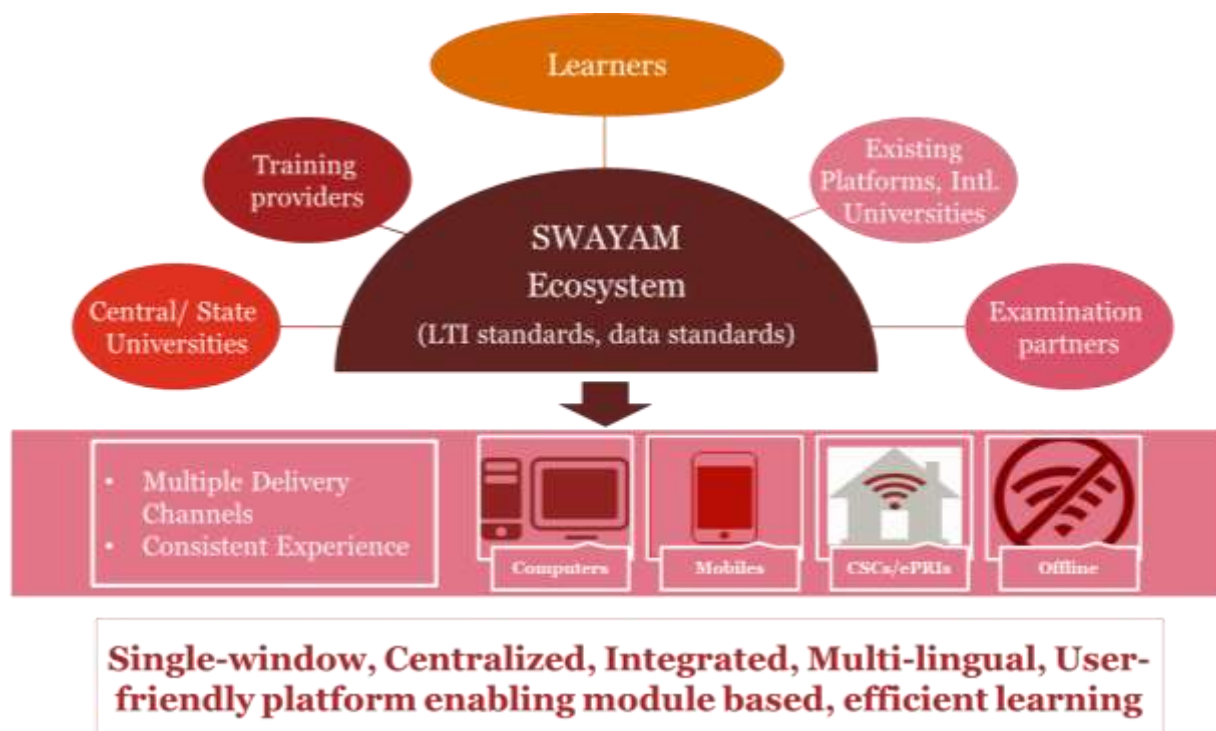 Learners
Training
providers
Existing
Platforms, Intl.
Universities
SWAYAM
Ecosystem
(LTI standards, data standards)
Central/ State
Universities
Examination
partners
• Multiple Delivery
Channels
• Consistent Experience
Computers
Mobiles
CSCs/ePRIs
Offline
Single-window, Centralized, Integrated, Multi-lingual, User-
friendly platform enabling module based, efficient learning